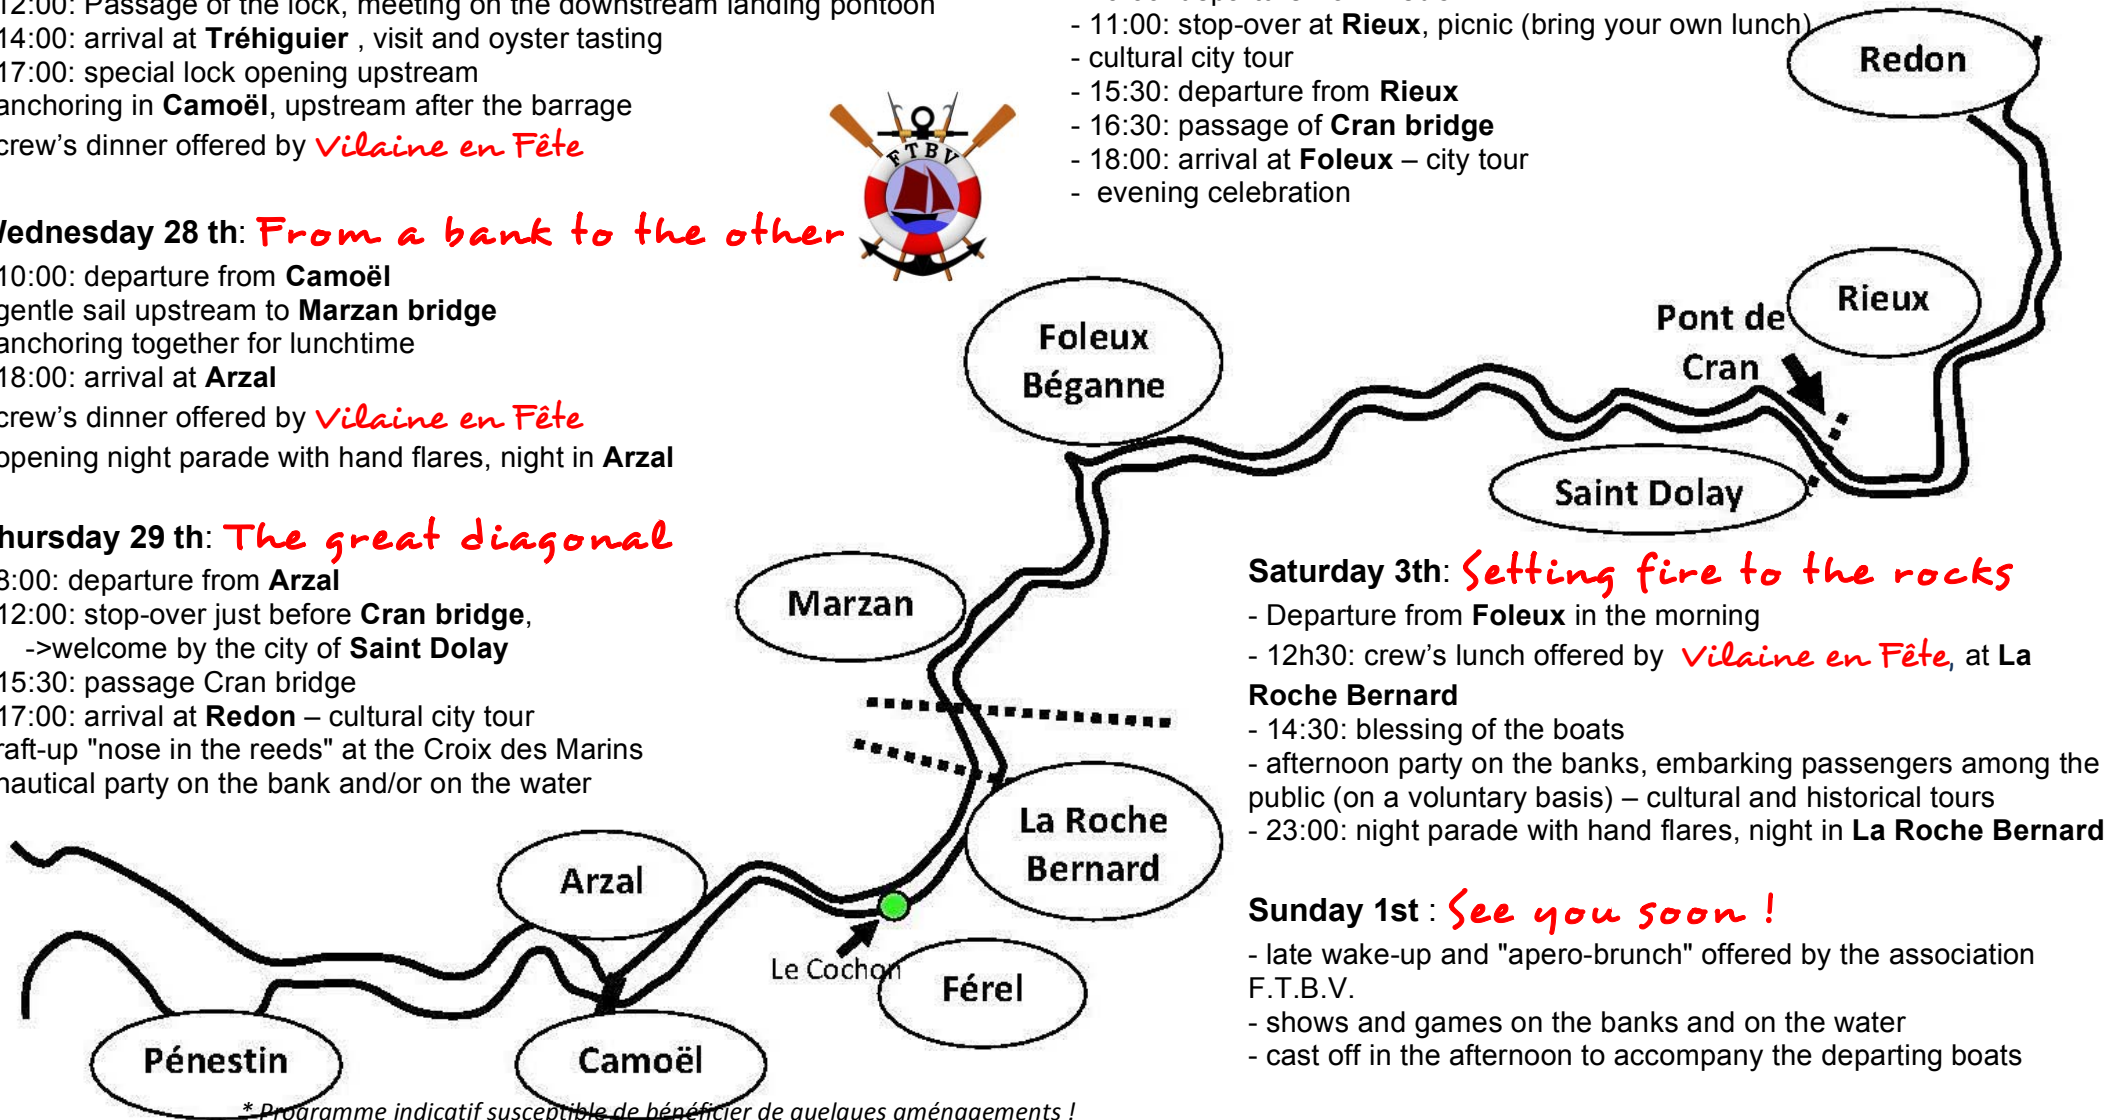 12:00: Passage of the lock, meeting on the downstream landing pontoon
14:00: arrival at Tréhiguier , visit and oyster tasting
17:00: special lock opening upstream
anchoring in Camoël, upstream after the barrage
crew's dinner offered by Vilaine en Fête
Wednesday 28 th: From a bank to the other
10:00: departure from Camoël
gentle sail upstream to Marzan bridge
anchoring together for lunchtime
18:00: arrival at Arzal
crew's dinner offered by Vilaine en Fête
opening night parade with hand flares, night in Arzal
Thursday 29 th: The great diagonal
8:00: departure from Arzal
12:00: stop-over just before Cran bridge,
->welcome by the city of Saint Dolay
15:30: passage Cran bridge
17:00: arrival at Redon – cultural city tour
raft-up "nose in the reeds" at the Croix des Marins
nautical party on the bank and/or on the water
FTBV
- 11:00: stop-over at Rieux, picnic (bring your own lunch)
- cultural city tour
- 15:30: departure from Rieux
- 16:30: passage of Cran bridge
- 18:00: arrival at Foleux – city tour
- evening celebration
Redon
Rieux
Pont de
Cran
Foleux
Béganne
Saint Dolay
Marzan
La Roche
Bernard
Arzal
Le Cochon
Férel
Pénestin
Camoël
Saturday 3th: Setting fire to the rocks
- Departure from Foleux in the morning
- 12h30: crew's lunch offered by Vilaine en Fête, at La
Roche Bernard
- 14:30: blessing of the boats
- afternoon party on the banks, embarking passengers among the
public (on a voluntary basis) – cultural and historical tours
- 23:00: night parade with hand flares, night in La Roche Bernard
Sunday 1st : See you soon !
- late wake-up and "apero-brunch" offered by the association
F.T.B.V.
- shows and games on the banks and on the water
- cast off in the afternoon to accompany the departing boats
* Programme indicatif susceptible de bénéficier de quelques aménagements !